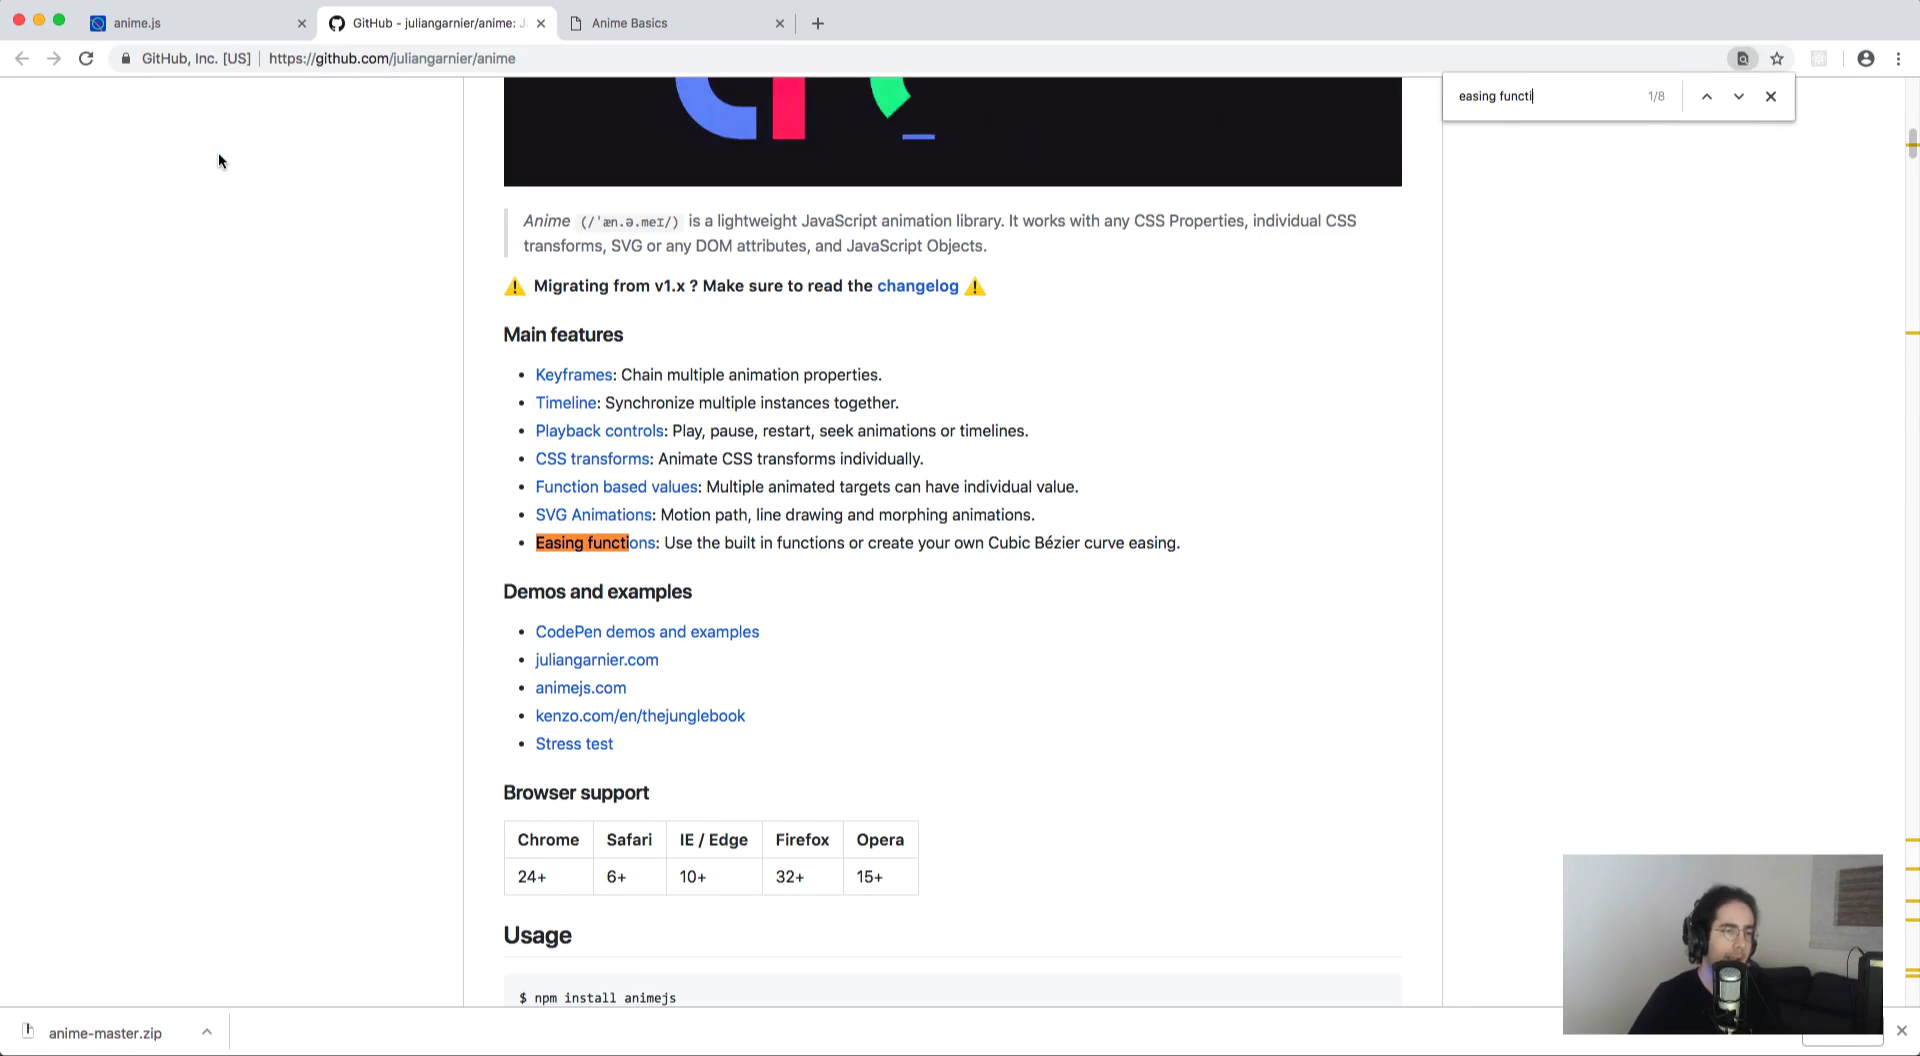 anime.js
GitHub - juliangarnier/anime: J
Anime Basics
GitHub, Inc. [US]
https://github.com/juliangarnier/anime
easing functi
1/8
Anime (/ˈæn.ə.meɪ/) is a lightweight JavaScript animation library. It works with any CSS Properties, individual CSS
transforms, SVG or any DOM attributes, and JavaScript Objects.
⚠️ Migrating from v1.x ? Make sure to read the changelog ⚠️
Main features
• Keyframes: Chain multiple animation properties.
• Timeline: Synchronize multiple instances together.
• Playback controls: Play, pause, restart, seek animations or timelines.
• CSS transforms: Animate CSS transforms individually.
• Function based values: Multiple animated targets can have individual value.
• SVG Animations: Motion path, line drawing and morphing animations.
• Easing functions: Use the built in functions or create your own Cubic Bézier curve easing.
Demos and examples
• CodePen demos and examples
• juliangarnier.com
• animejs.com
• kenzo.com/en/thejunglebook
• Stress test
Browser support
Chrome Safari IE / Edge Firefox Opera
24+ 6+ 10+ 32+ 15+
Usage
$ npm install animejs
anime-master.zip